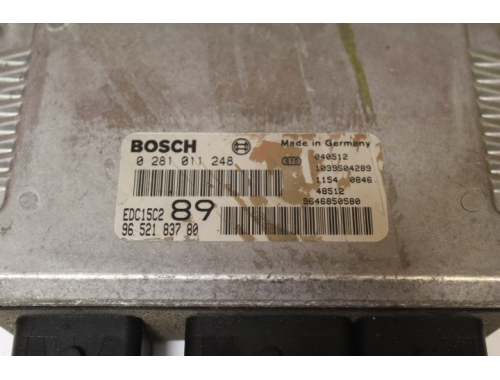 BOSCH
Made in Germany
0 281 011 248
040512
1039S04289
1154 0846
48512
9646850580
EDC15C2 89
96 521 837 80